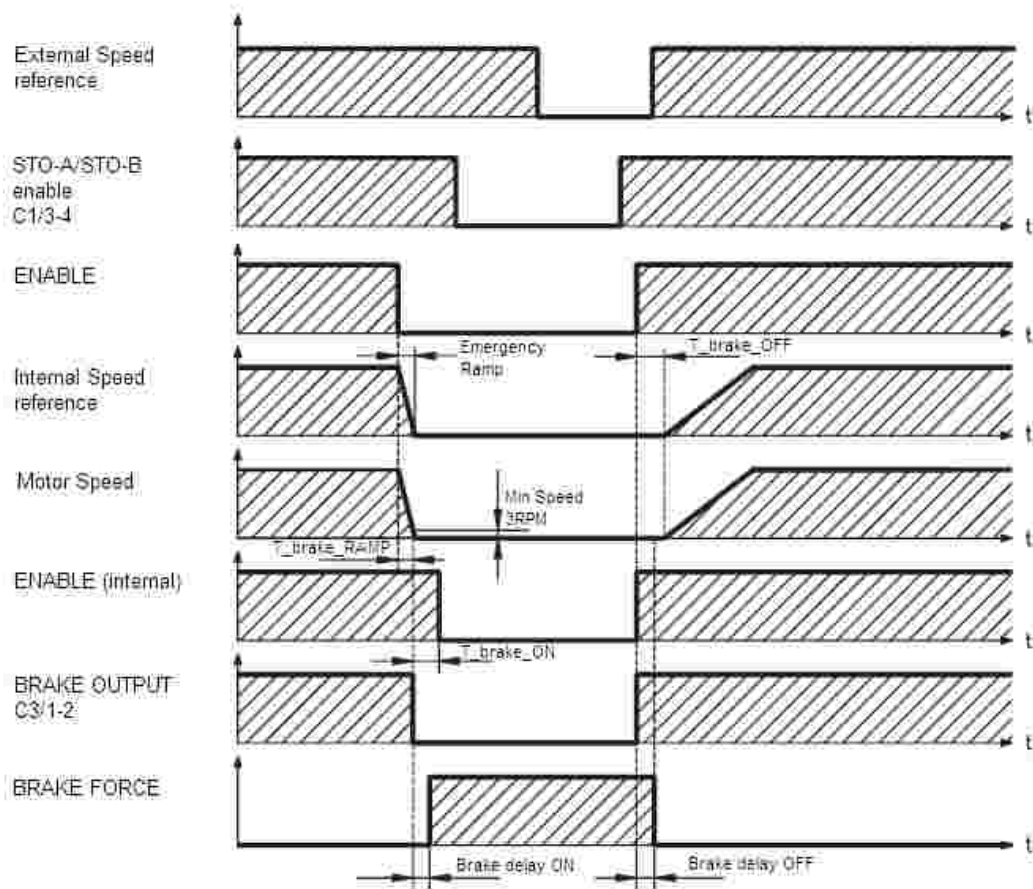 External Speed
reference
t
STO-A/STO-B
enable
C1/3-4
t
ENABLE
t
Emergency
Ramp
T_brake_OFF
Internal Speed
reference
t
Motor Speed
Min Speed
3RPM
t
T_brake_RAMP
ENABLE (internal)
t
T_brake_ON
BRAKE OUTPUT
C3/1-2
t
BRAKE FORCE
t
Brake delay ON
Brake delay OFF